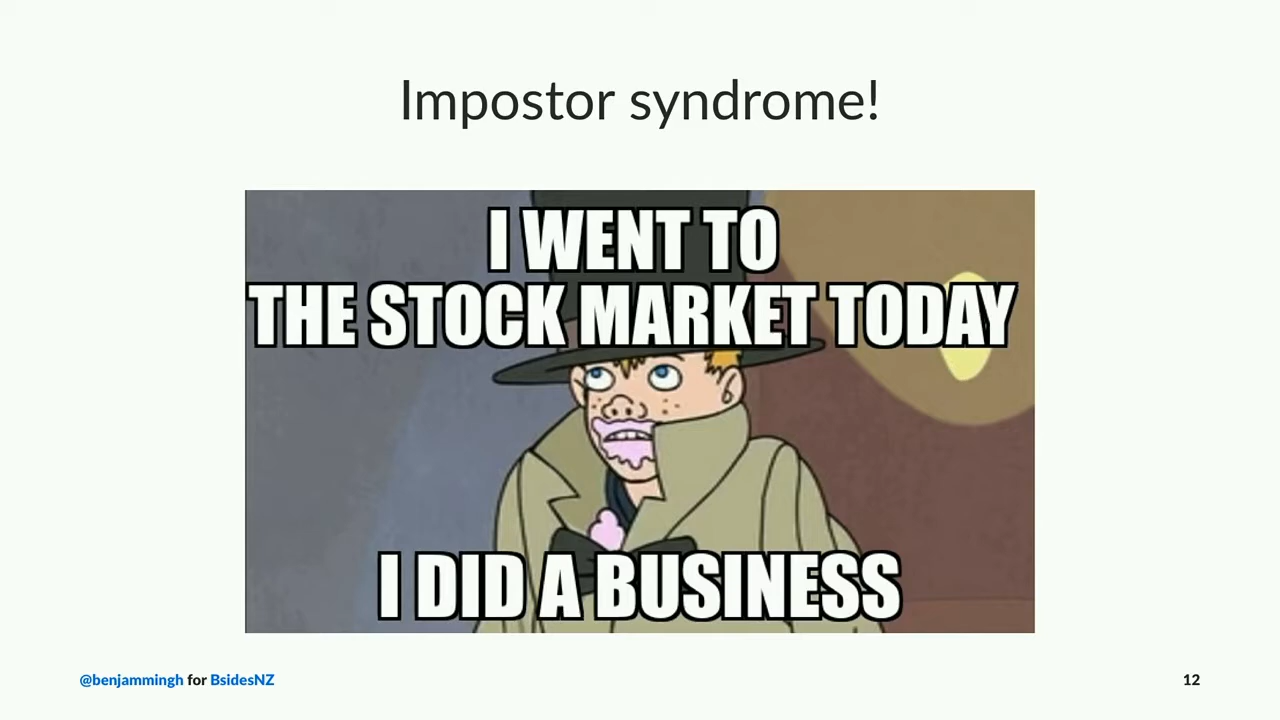 Impostor syndrome!
I WENT TO
THE STOCK MARKET TODAY
I DID A BUSINESS
@benjammingh for BsidesNZ
12